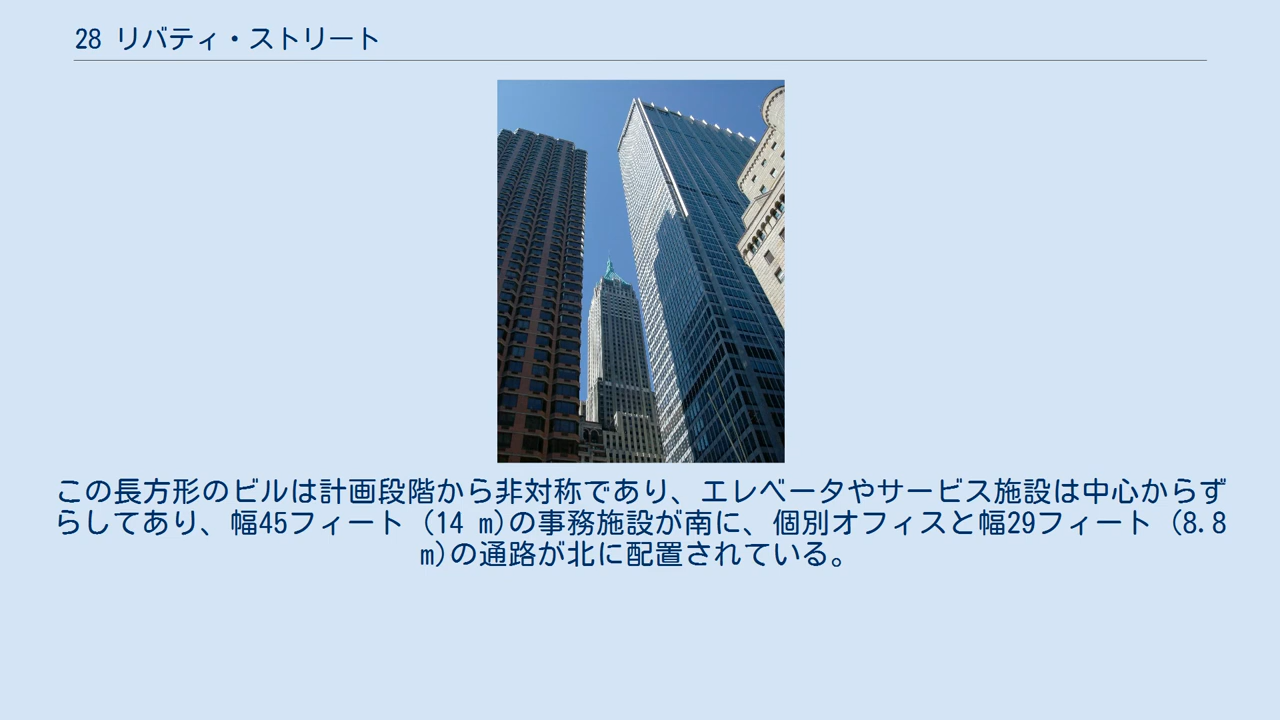 28 リバティ・ストリート
この長方形のビルは計画段階から非対称であり、エレベータやサービス施設は中心からず
らしてあり、幅45フィート (14 m)の事務施設が南に、個別オフィスと幅29フィート (8.8
m)の通路が北に配置されている。